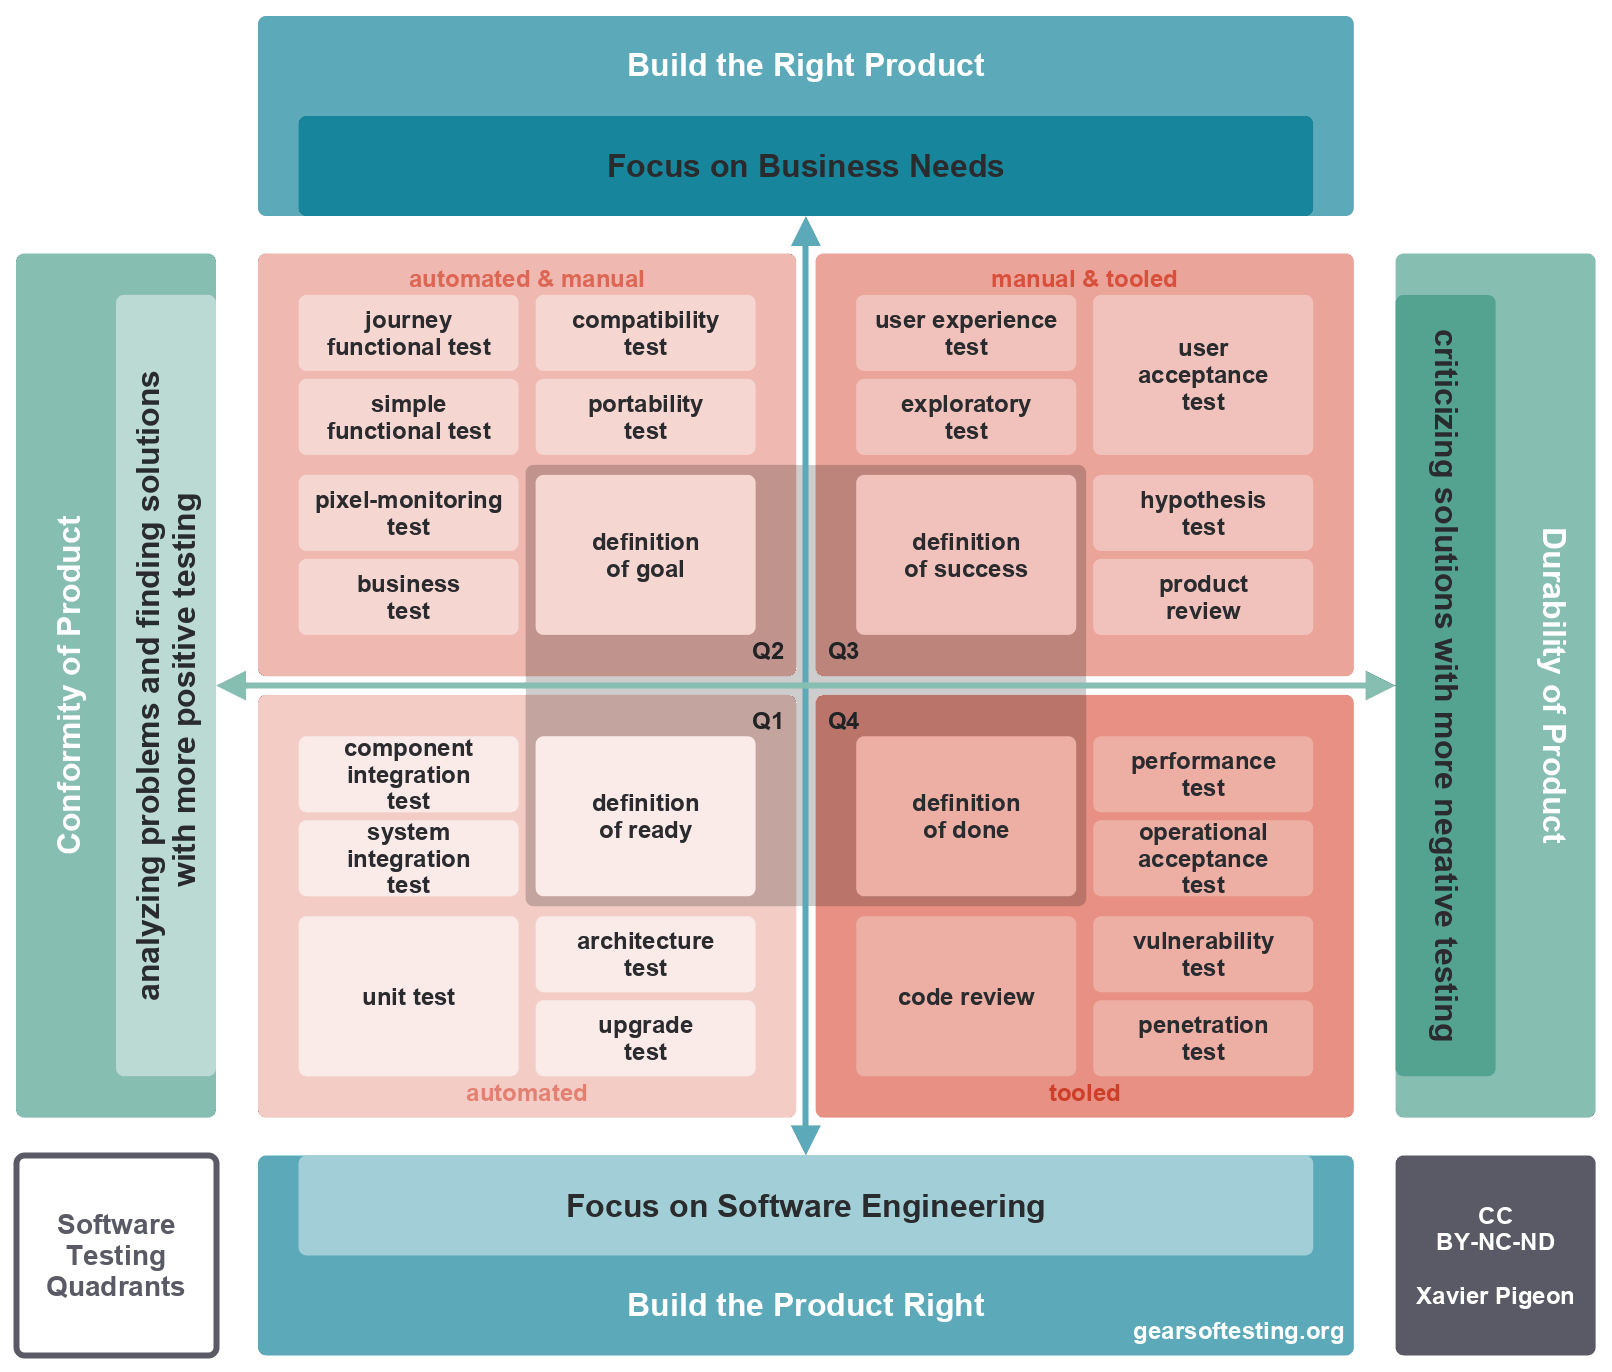 Build the Right Product
Focus on Business Needs
Conformity of Product
analyzing problems and finding solutions
with more positive testing
automated & manual
journey
functional test
compatibility
test
simple
functional test
portability
test
pixel-monitoring
test
business
test
definition
of goal
Q2
manual & tooled
user experience
test
exploratory
test
user
acceptance
test
definition
of success
hypothesis
test
product
review
Q3
criticizing solutions with more negative testing
Durability of Product
Q1
component
integration
test
system
integration
test
definition
of ready
unit test
architecture
test
upgrade
test
automated
Q4
definition
of done
performance
test
operational
acceptance
test
code review
vulnerability
test
penetration
test
tooled
Software
Testing
Quadrants
Focus on Software Engineering
Build the Product Right
gearsoftesting.org
CC
BY-NC-ND
Xavier Pigeon